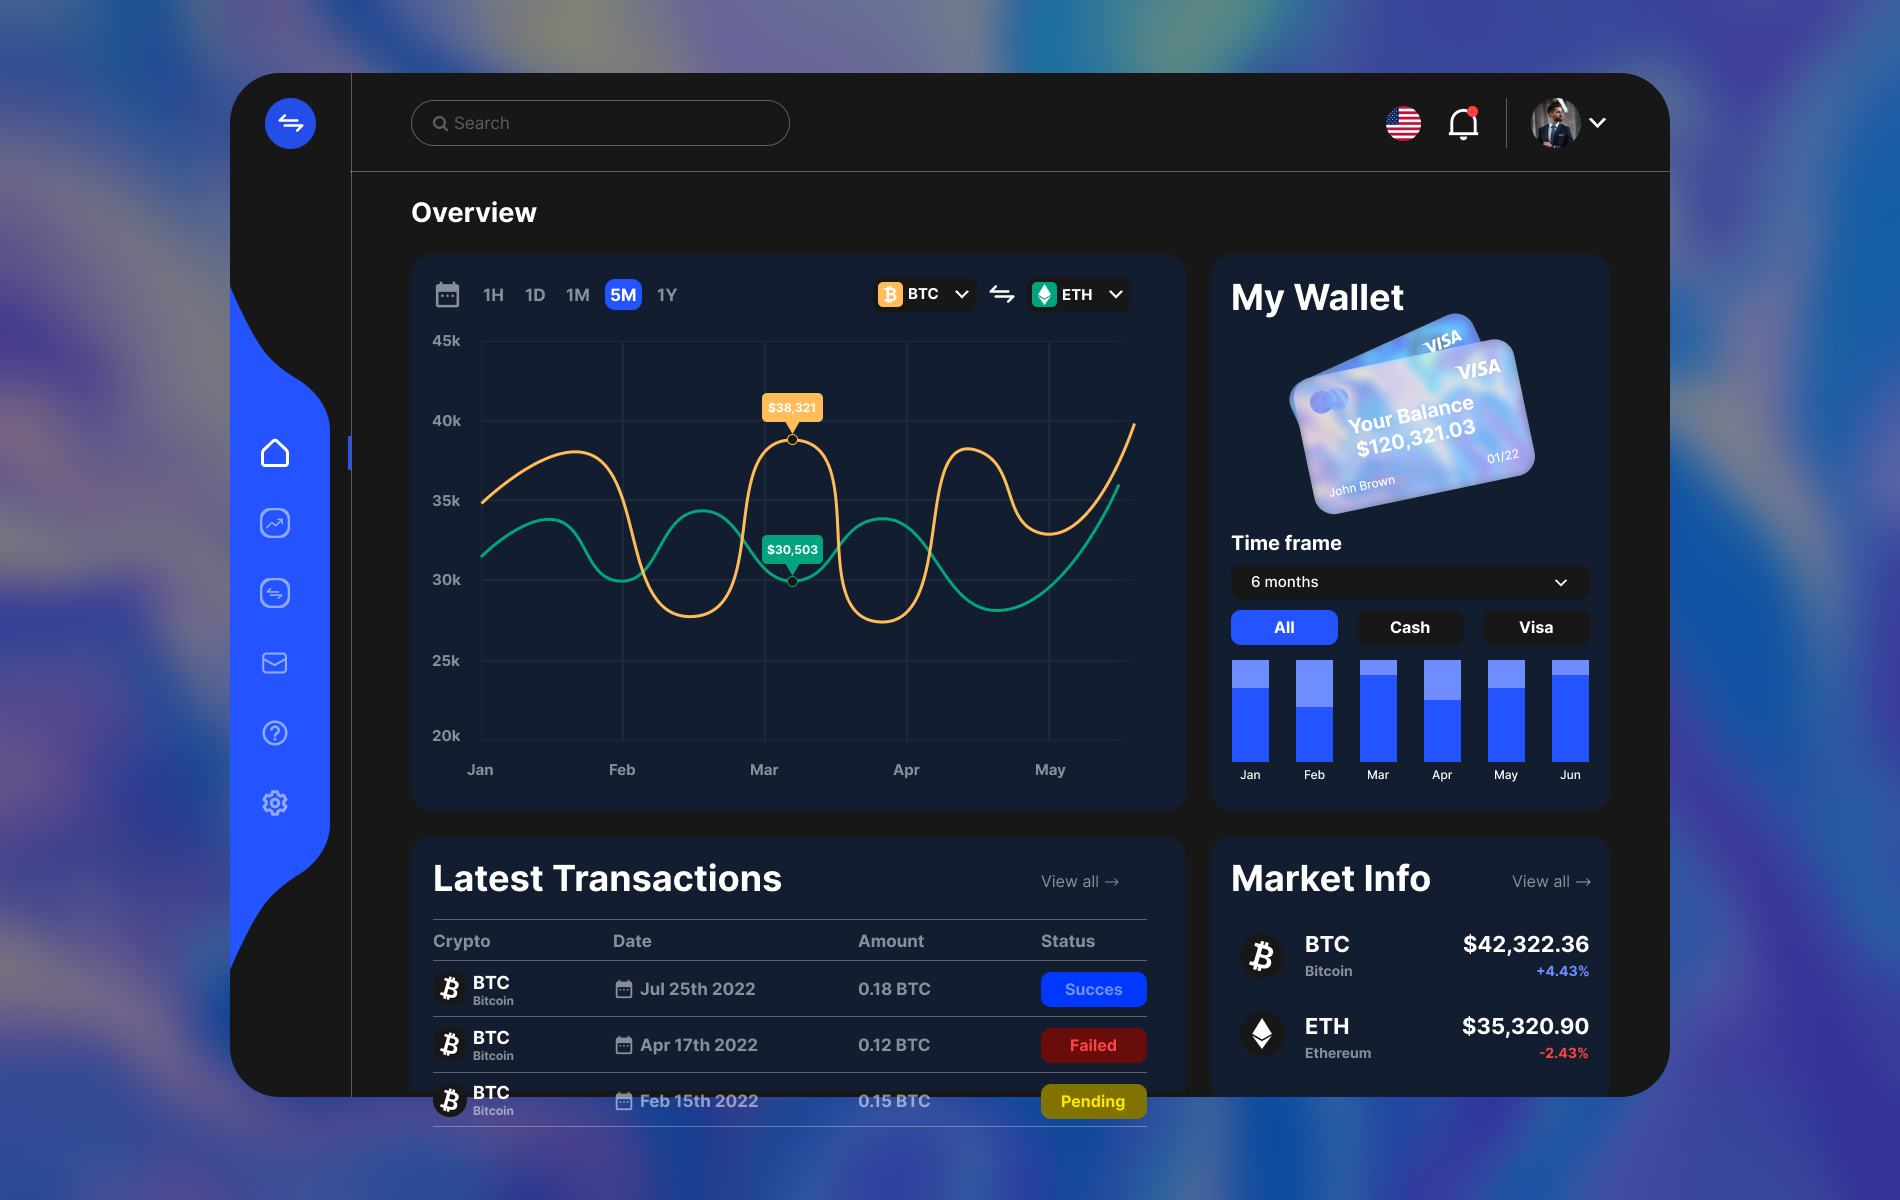 Search
Overview
1H 1D 1M 5M 1Y
BTC ETH
45k
40k
35k
30k
25k
20k
$38,321
$30,503
Jan Feb Mar Apr May
My Wallet
VISA
VISA
Your Balance
$120,321.03
01/22
John Brown
Time frame
6 months
All Cash Visa
Jan Feb Mar Apr May Jun
Latest Transactions View all →
Crypto Date Amount Status
BTC
Bitcoin
Jul 25th 2022 0.18 BTC Succes
BTC
Bitcoin
Apr 17th 2022 0.12 BTC Failed
BTC
Bitcoin
Feb 15th 2022 0.15 BTC Pending
Market Info View all →
BTC $42,322.36
Bitcoin +4.43%
ETH $35,320.90
Ethereum -2.43%